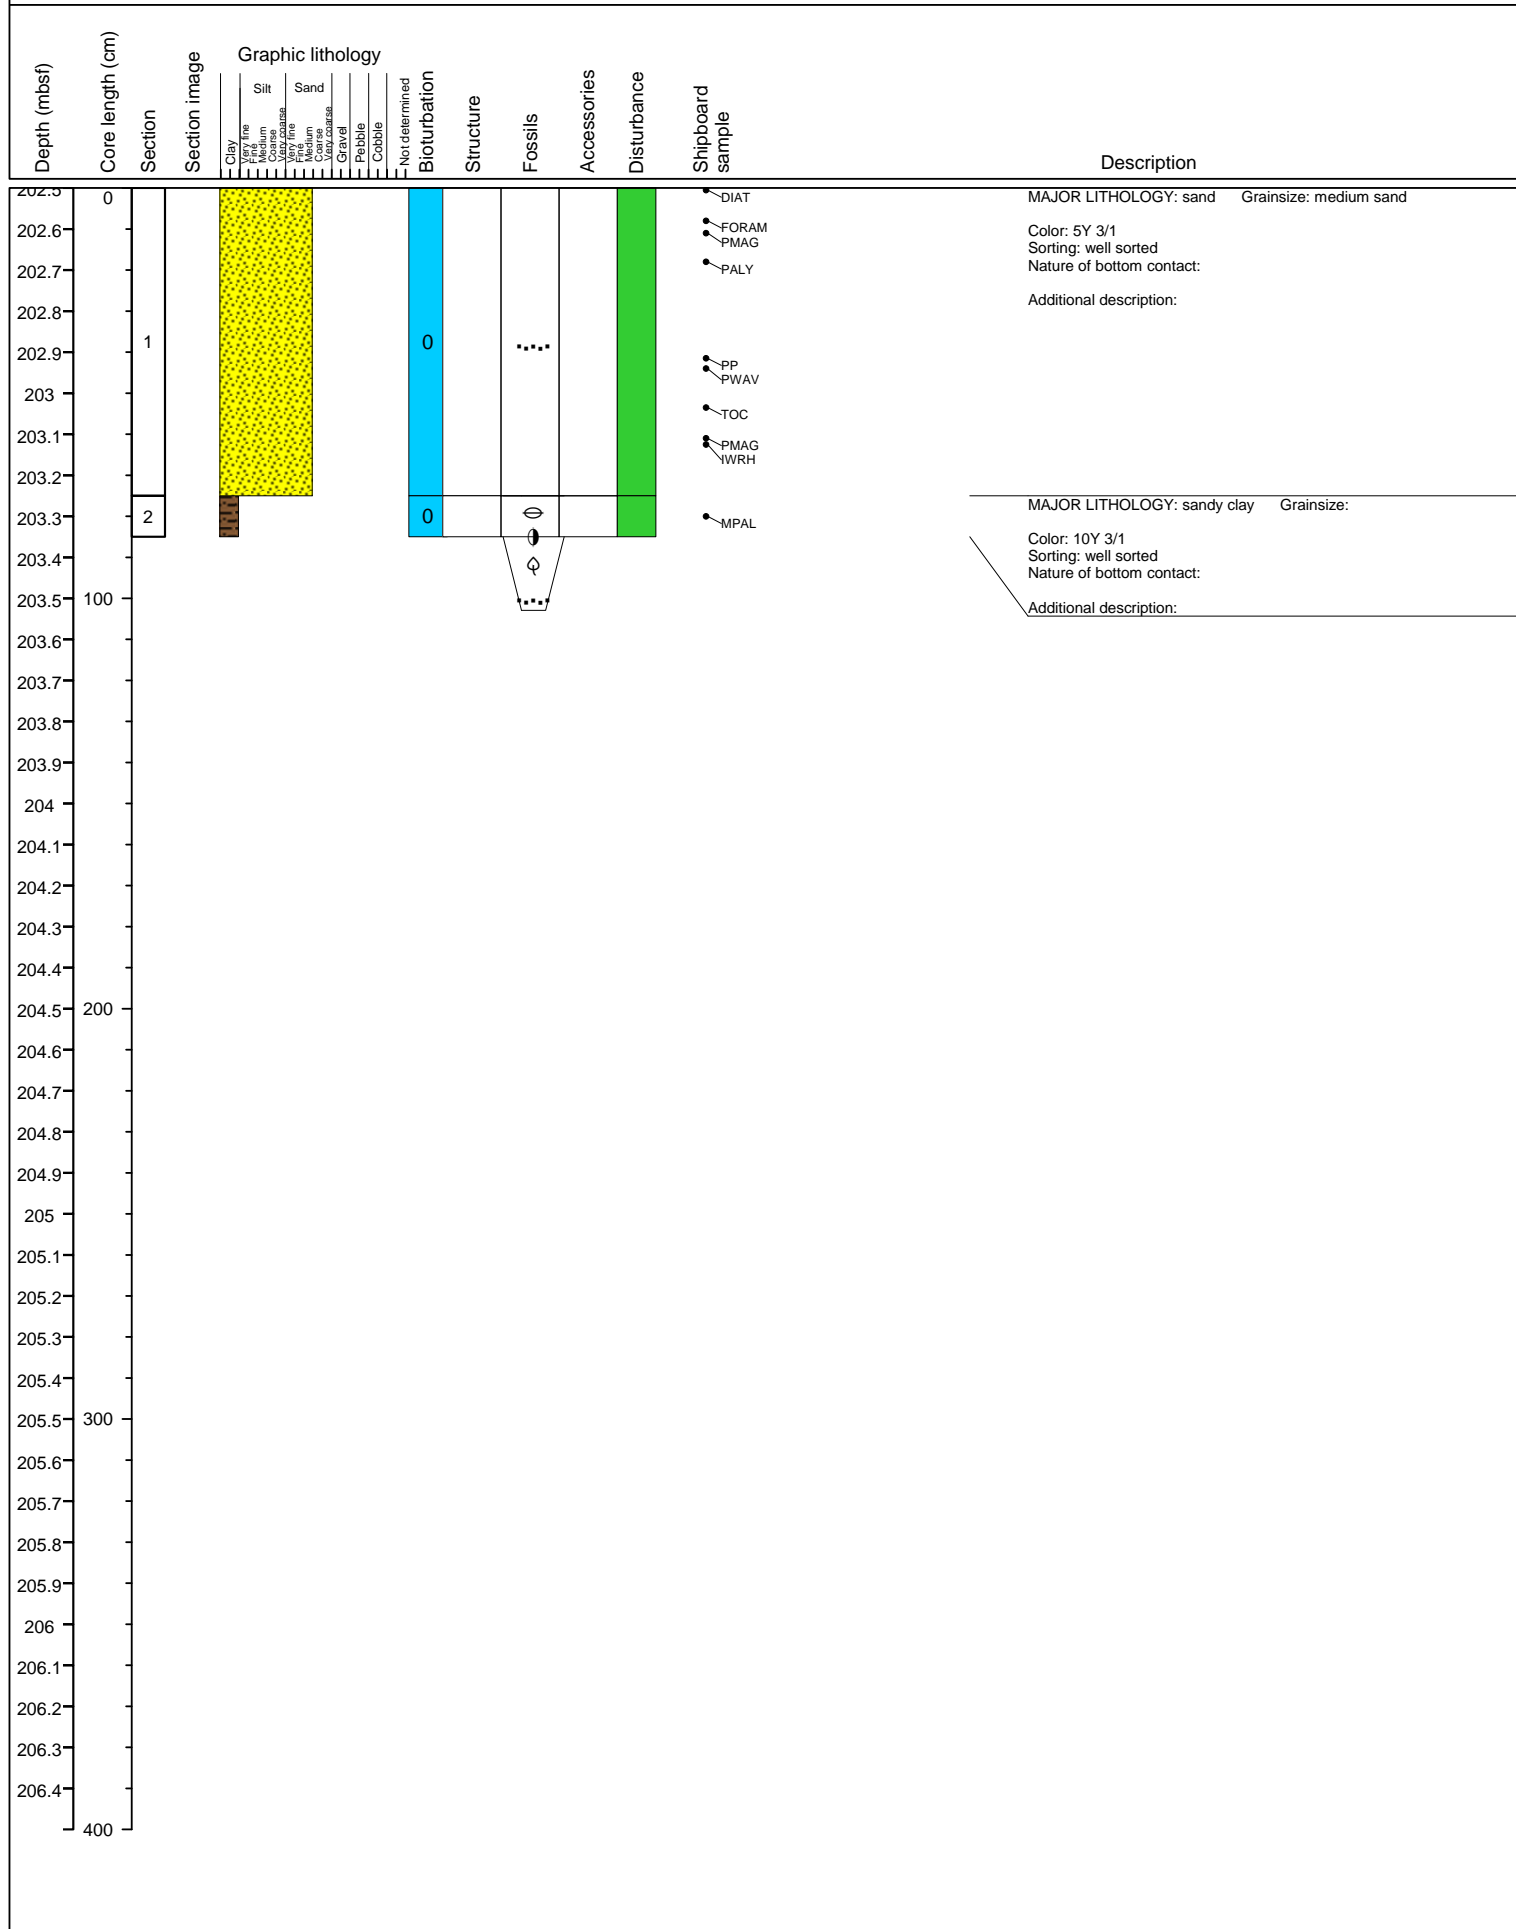 Depth (mbsf)
Core length (cm)
Section
Section image
Graphic lithology
Clay
Silt
Very fine
Fine
Medium
Coarse
Very coarse
Sand
Very fine
Fine
Medium
Coarse
Very coarse
Gravel
Pebble
Cobble
Not determined
Bioturbation
Structure
Fossils
Accessories
Disturbance
Shipboard
sample
Description
202.5 0 DIAT MAJOR LITHOLOGY: sand Grainsize: medium sand
202.6 FORAM Color: 5Y 3/1
PMAG Sorting: well sorted
202.7 PALY Nature of bottom contact:
202.8 Additional description:
1 0
202.9 PP
PWAV
203
TOC
203.1 PMAG
IWRH
203.2
MAJOR LITHOLOGY: sandy clay Grainsize:
203.3 2 0 MPAL
Color: 10Y 3/1
203.4 Sorting: well sorted
Nature of bottom contact:
203.5 100
Additional description:
203.6
203.7
203.8
203.9
204
204.1
204.2
204.3
204.4
204.5 200
204.6
204.7
204.8
204.9
205
205.1
205.2
205.3
205.4
205.5 300
205.6
205.7
205.8
205.9
206
206.1
206.2
206.3
206.4
400